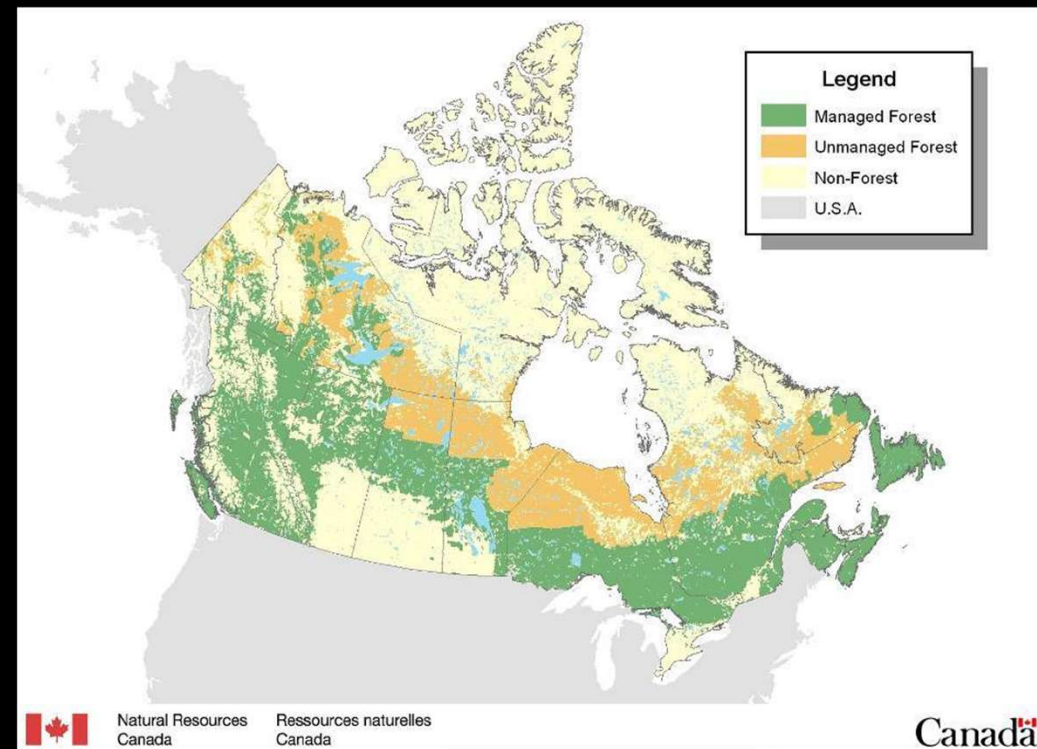 Legend
Managed Forest
Unmanaged Forest
Non-Forest
U.S.A.
Natural Resources
Canada
Ressources naturelles
Canada
Canada